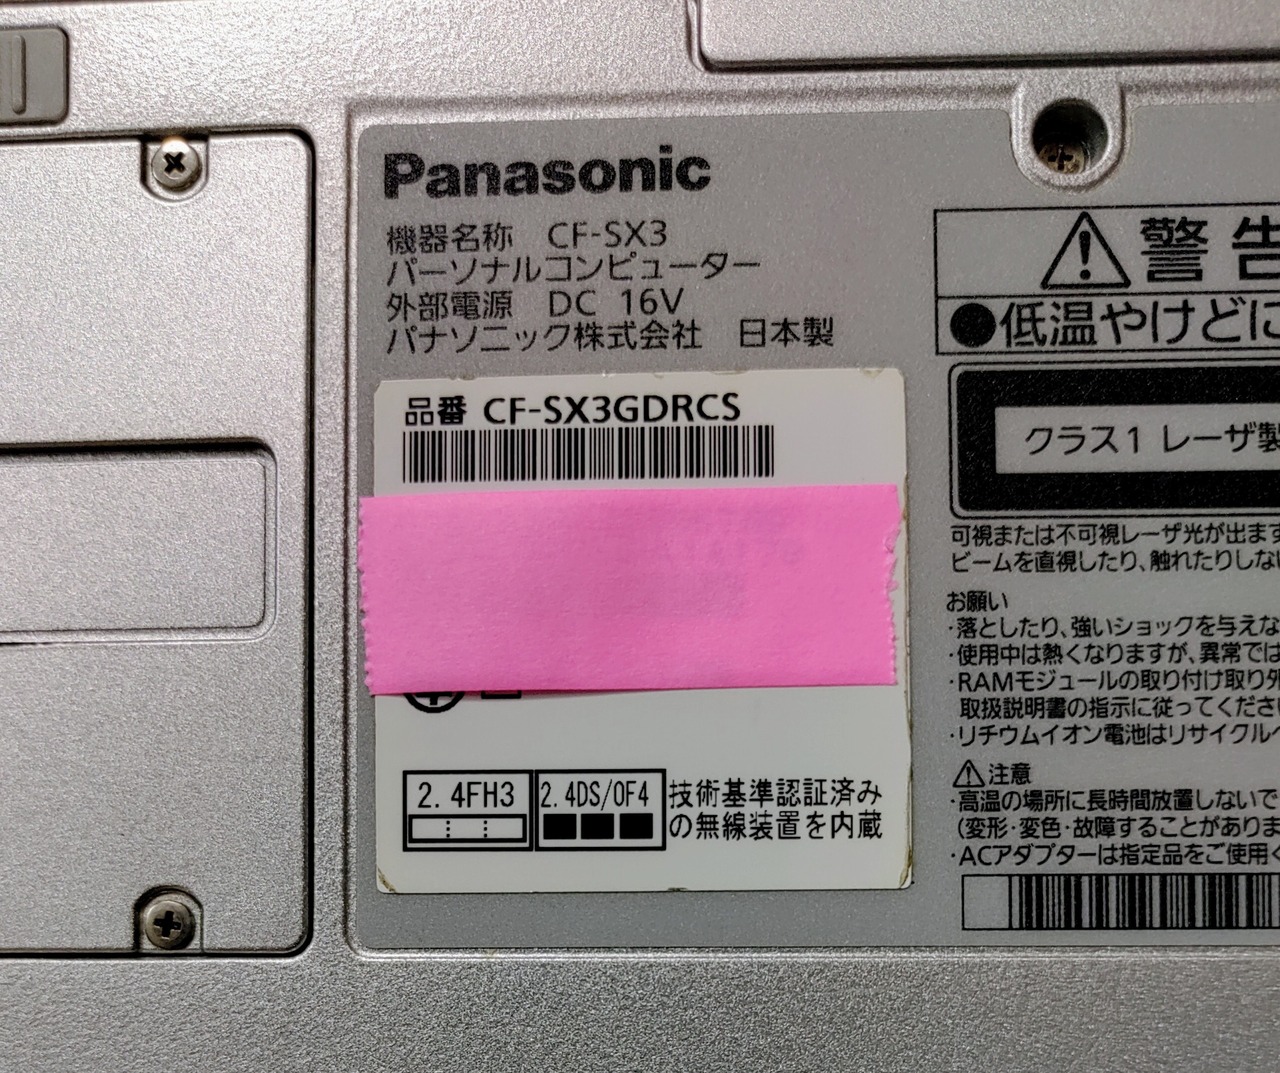 Panasonic
機器名称 CF-SX3
パーソナルコンピューター
外部電源 DC 16V
パナソニック株式会社 日本製
品番 CF-SX3GDRCS
2.4FH3
2.4DS/OF4
技術基準認証済み
の無線装置を内蔵
警告
●低温やけどに
クラス1 レーザ製
可視または不可視レーザ光が出ます
ビームを直視したり、触れたりしない
お願い
・落としたり、強いショックを与えな
・使用中は熱くなりますが、異常では
・RAMモジュールの取り付け取り外
取扱説明書の指示に従ってくださ
・リチウムイオン電池はリサイクルへ
注意
・高温の場所に長時間放置しないで
(変形・変色・故障することがありま
・ACアダプターは指定品をご使用く